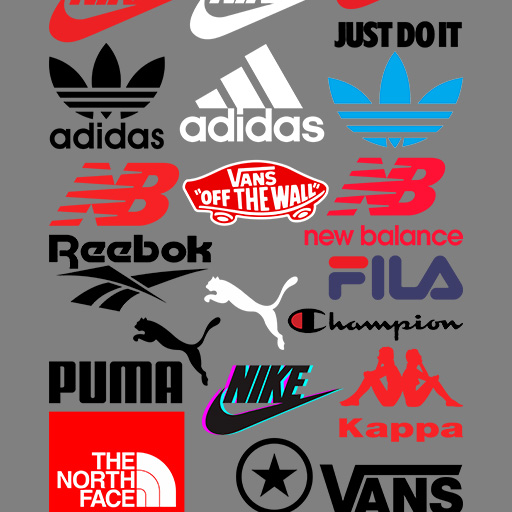 JUST DO IT
adidas
adidas
VANS
"OFF THE WALL"
new balance
Reebok
FILA
Champion
PUMA
NIKE
Kappa
THE
NORTH
FACE
VANS